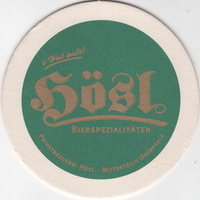 Hösl
BIERSPEZIALITÄTEN
PRIVATBRAUEREI HÖSL - MITTERTEICH OBERPFALZ